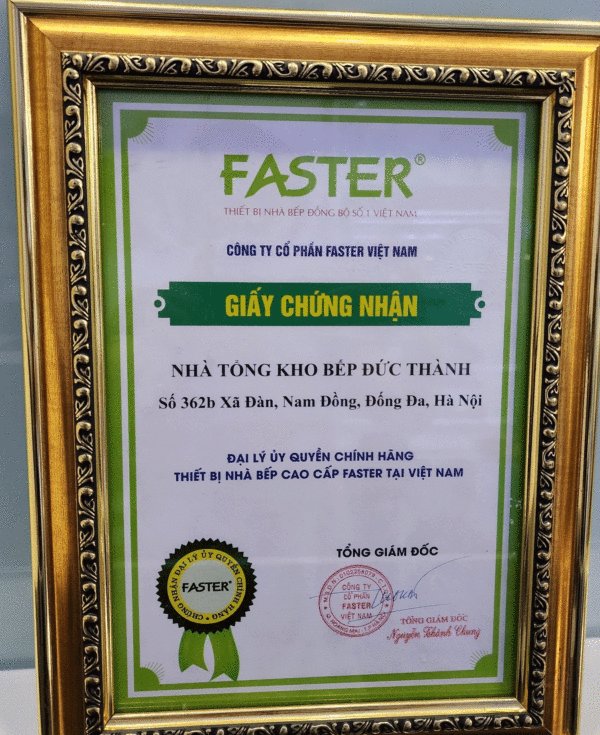 FASTER®
THIẾT BỊ NHÀ BẾP ĐỒNG BỘ SỐ 1 VIỆT NAM
CÔNG TY CỔ PHẦN FASTER VIỆT NAM
GIẤY CHỨNG NHẬN
NHÀ TỔNG KHO BẾP ĐỨC THÀNH
Số 362b Xã Đàn, Nam Đồng, Đống Đa, Hà Nội
ĐẠI LÝ ỦY QUYỀN CHÍNH HÃNG
THIẾT BỊ NHÀ BẾP CAO CẤP FASTER TẠI VIỆT NAM
CHỨNG NHẬN ĐẠI LÝ ỦY QUYỀN CHÍNH HÃNG
FASTER®
TỔNG GIÁM ĐỐC
CÔNG TY
CỔ PHẦN
FASTER
VIỆT NAM
TỔNG GIÁM ĐỐC
Nguyễn Thành Chung